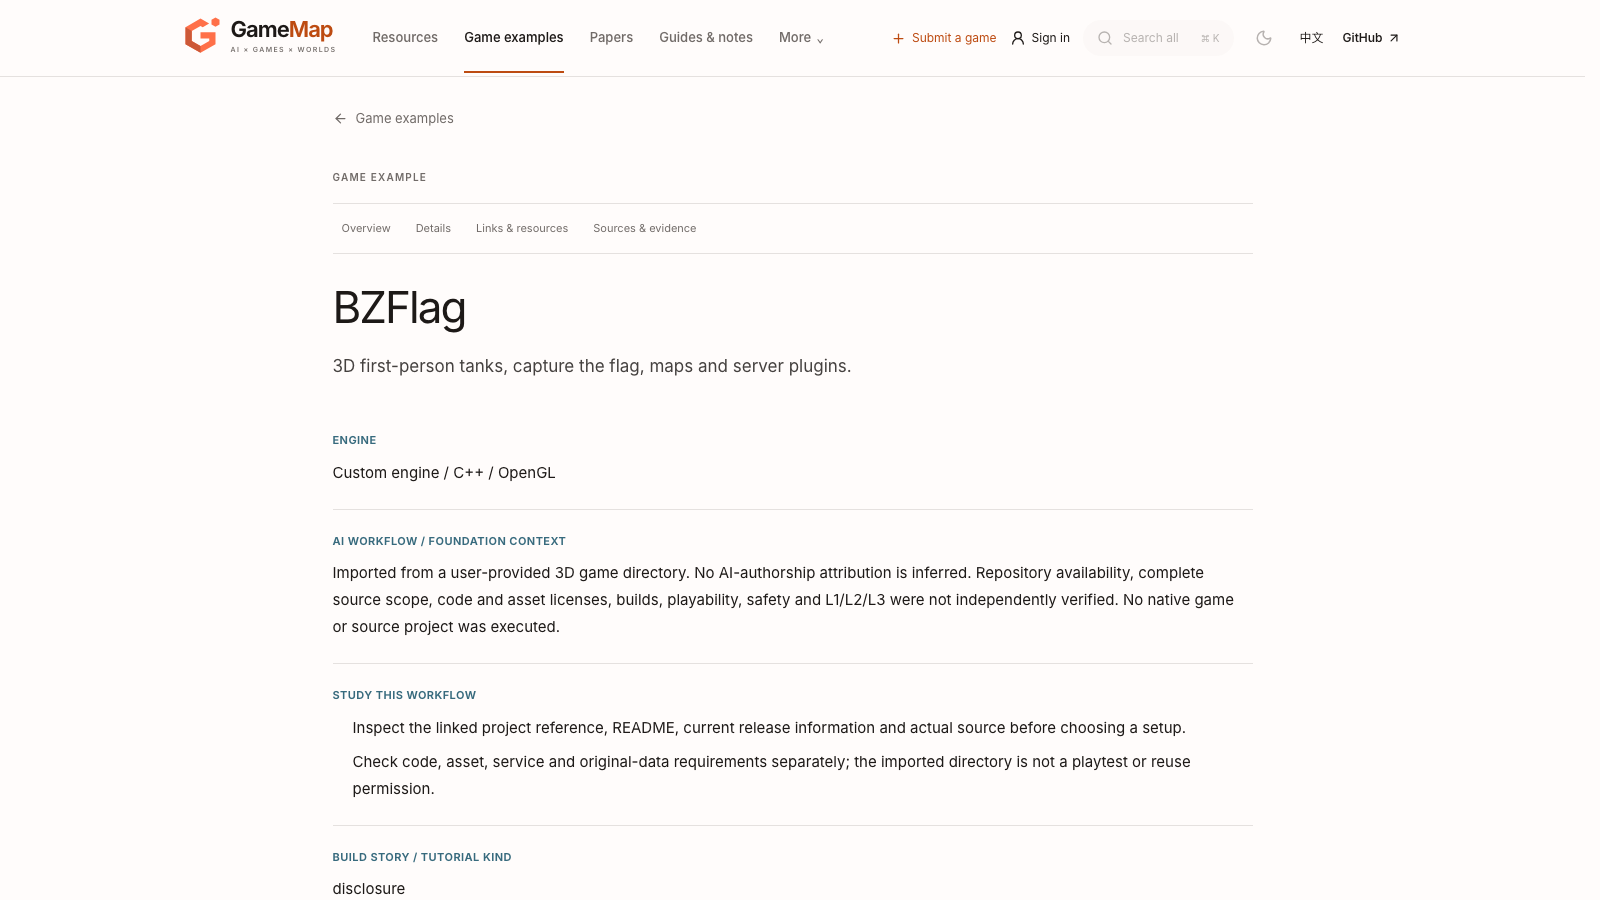 GameMap
AI × GAMES × WORLDS
Resources
Game examples
Papers
Guides & notes
More
Submit a game
Sign in
Search all
⌘ K
中文
GitHub
Game examples
GAME EXAMPLE
Overview
Details
Links & resources
Sources & evidence
BZFlag
3D first-person tanks, capture the flag, maps and server plugins.
ENGINE
Custom engine / C++ / OpenGL
AI WORKFLOW / FOUNDATION CONTEXT
Imported from a user-provided 3D game directory. No AI-authorship attribution is inferred. Repository availability, complete
source scope, code and asset licenses, builds, playability, safety and L1/L2/L3 were not independently verified. No native game
or source project was executed.
STUDY THIS WORKFLOW
Inspect the linked project reference, README, current release information and actual source before choosing a setup.
Check code, asset, service and original-data requirements separately; the imported directory is not a playtest or reuse
permission.
BUILD STORY / TUTORIAL KIND
disclosure